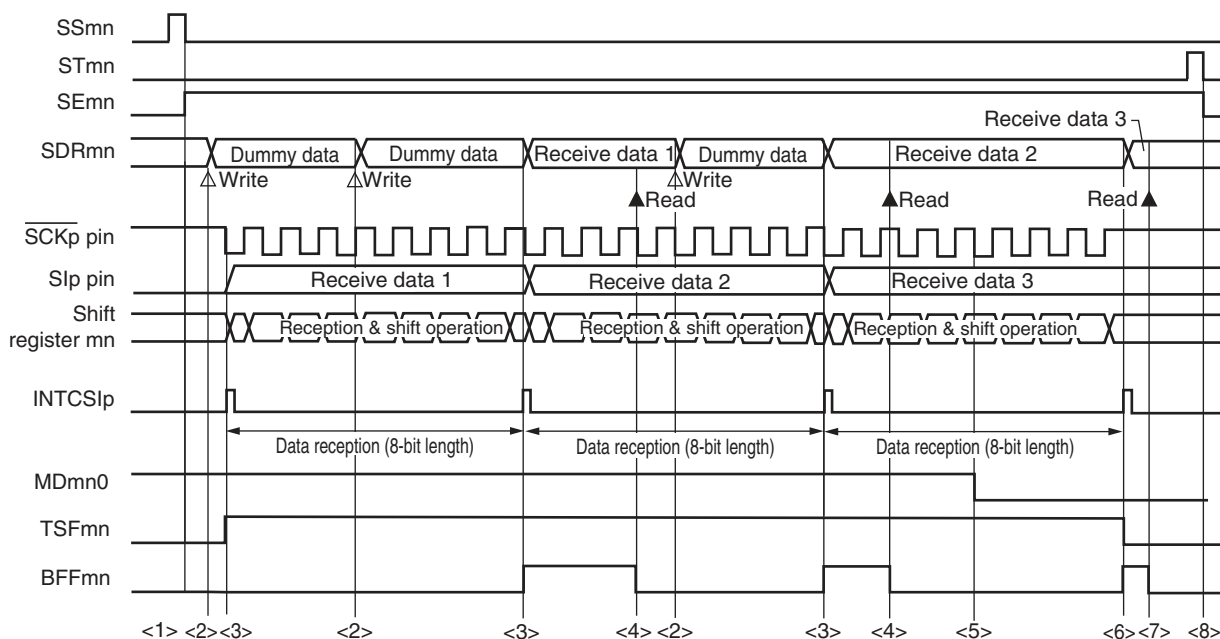 SSmn
STmn
SEmn
Receive data 3
SDRmn
Dummy data
Dummy data
Receive data 1
Dummy data
Receive data 2
Write
Write
Write
Read
Read
Read
SCKp pin
SIp pin
Receive data 1
Receive data 2
Receive data 3
Shift
register mn
Reception & shift operation
Reception & shift operation
Reception & shift operation
INTCSIp
Data reception (8-bit length)
Data reception (8-bit length)
Data reception (8-bit length)
MDmn0
TSFmn
BFFmn
<1> <2> <3> <2> <3> <4> <2> <3> <4> <5> <6> <7> <8>